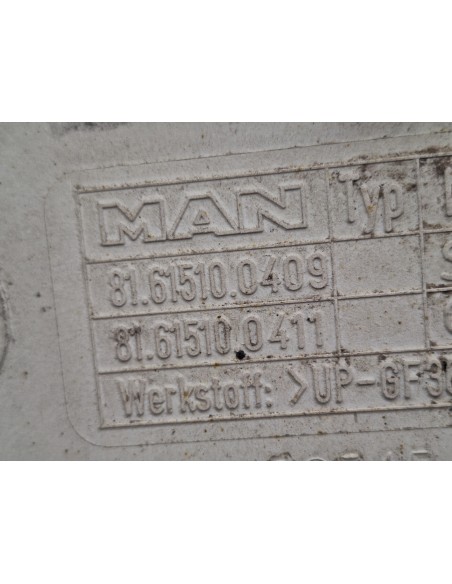 MAN Typ
81.61510.0409
81.61510.0411
Werkstoff: >UP-GF3